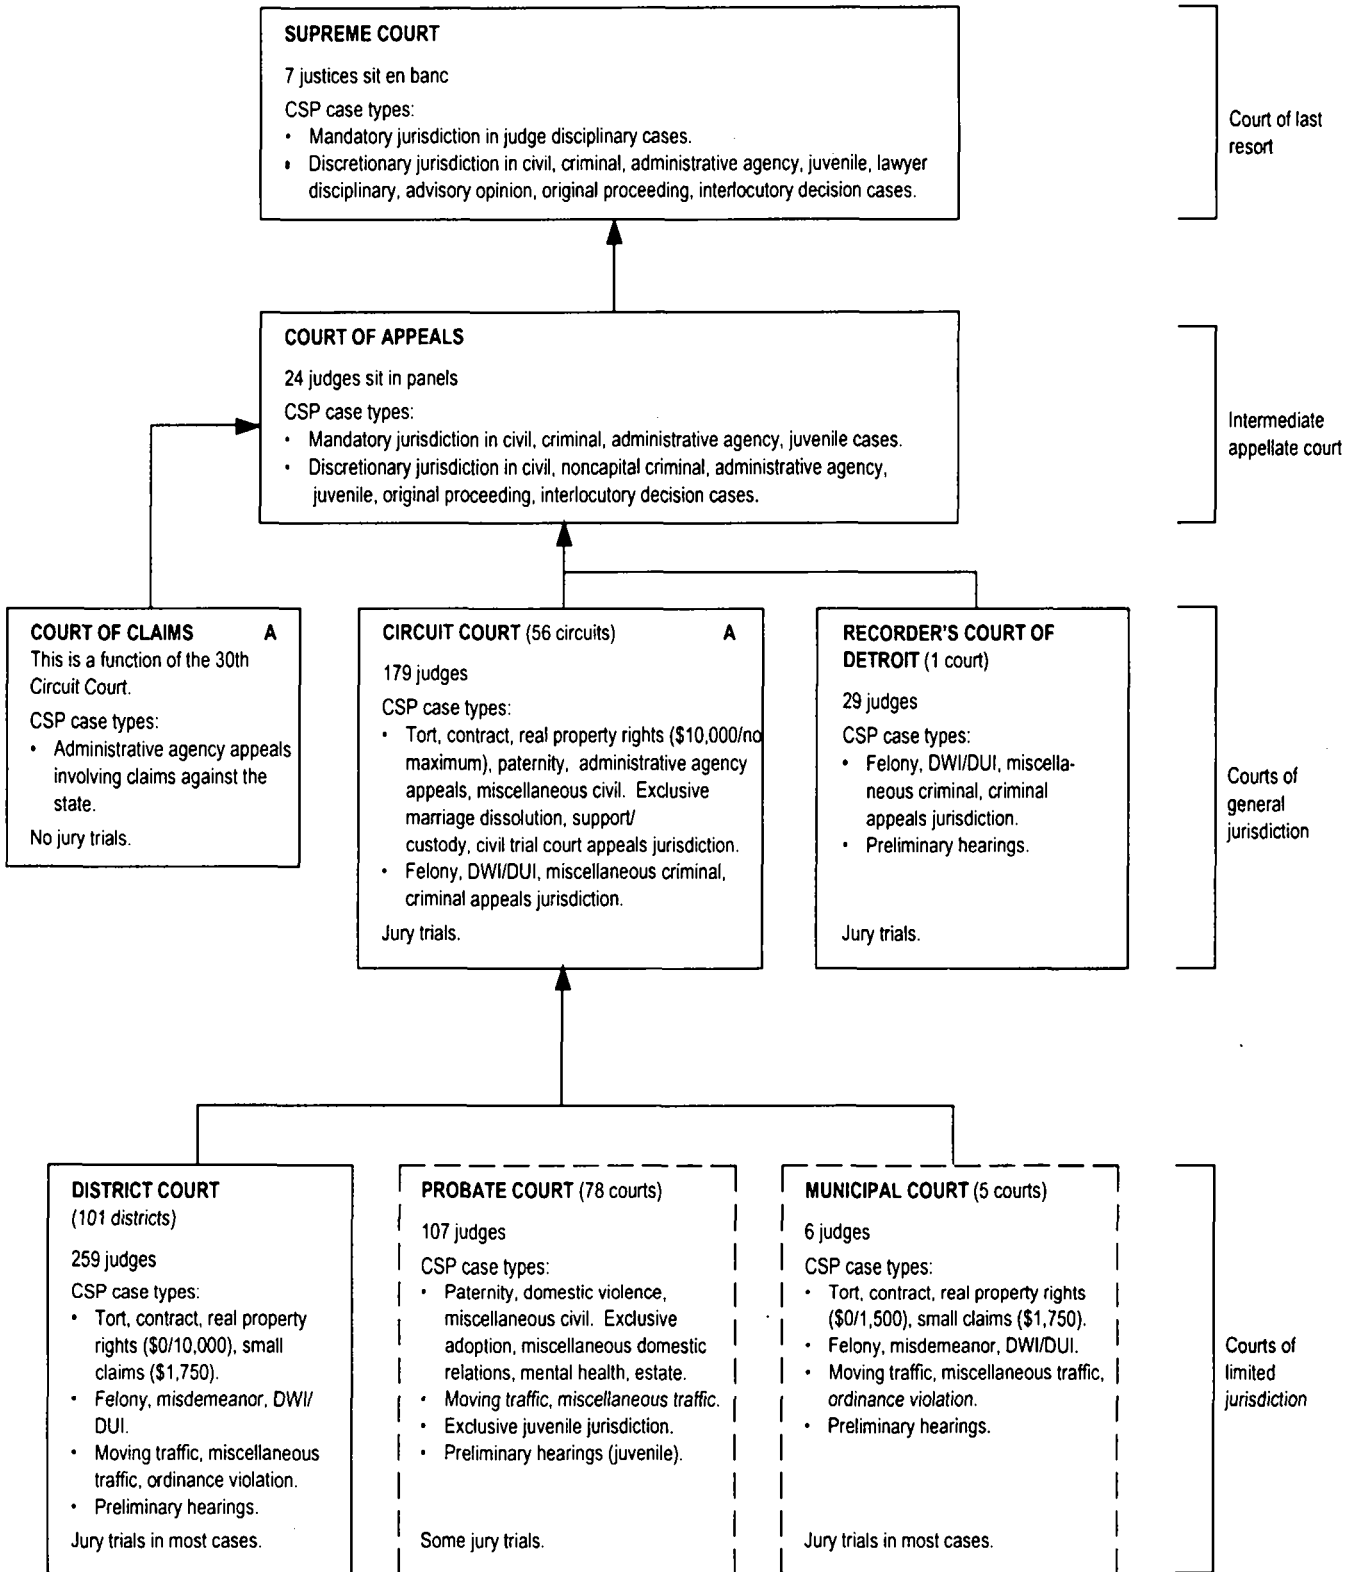 SUPREME COURT
7 justices sit en banc
CSP case types:
• Mandatory jurisdiction in judge disciplinary cases.
• Discretionary jurisdiction in civil, criminal, administrative agency, juvenile, lawyer
disciplinary, advisory opinion, original proceeding, interlocutory decision cases.
Court of last
resort
COURT OF APPEALS
24 judges sit in panels
CSP case types:
• Mandatory jurisdiction in civil, criminal, administrative agency, juvenile cases.
• Discretionary jurisdiction in civil, noncapital criminal, administrative agency,
juvenile, original proceeding, interlocutory decision cases.
Intermediate
appellate court
COURT OF CLAIMS A
This is a function of the 30th
Circuit Court.
CSP case types:
• Administrative agency appeals
involving claims against the
state.
No jury trials.
CIRCUIT COURT (56 circuits) A
179 judges
CSP case types:
• Tort, contract, real property rights ($10,000/no
maximum), paternity, administrative agency
appeals, miscellaneous civil. Exclusive
marriage dissolution, support/
custody, civil trial court appeals jurisdiction.
• Felony, DWI/DUI, miscellaneous criminal,
criminal appeals jurisdiction.
Jury trials.
RECORDER'S COURT OF
DETROIT (1 court)
29 judges
CSP case types:
• Felony, DWI/DUI, miscella-
neous criminal, criminal
appeals jurisdiction.
• Preliminary hearings.
Jury trials.
Courts of
general
jurisdiction
DISTRICT COURT
(101 districts)
259 judges
CSP case types:
• Tort, contract, real property
rights ($0/10,000), small
claims ($1,750).
• Felony, misdemeanor, DWI/
DUI.
• Moving traffic, miscellaneous
traffic, ordinance violation.
• Preliminary hearings.
Jury trials in most cases.
PROBATE COURT (78 courts)
107 judges
CSP case types:
• Paternity, domestic violence,
miscellaneous civil. Exclusive
adoption, miscellaneous domestic
relations, mental health, estate.
• Moving traffic, miscellaneous traffic.
• Exclusive juvenile jurisdiction.
• Preliminary hearings (juvenile).
Some jury trials.
MUNICIPAL COURT (5 courts)
6 judges
CSP case types:
• Tort, contract, real property rights
($0/1,500), small claims ($1,750).
• Felony, misdemeanor, DWI/DUI.
• Moving traffic, miscellaneous traffic,
ordinance violation.
• Preliminary hearings.
Jury trials in most cases.
Courts of
limited
jurisdiction